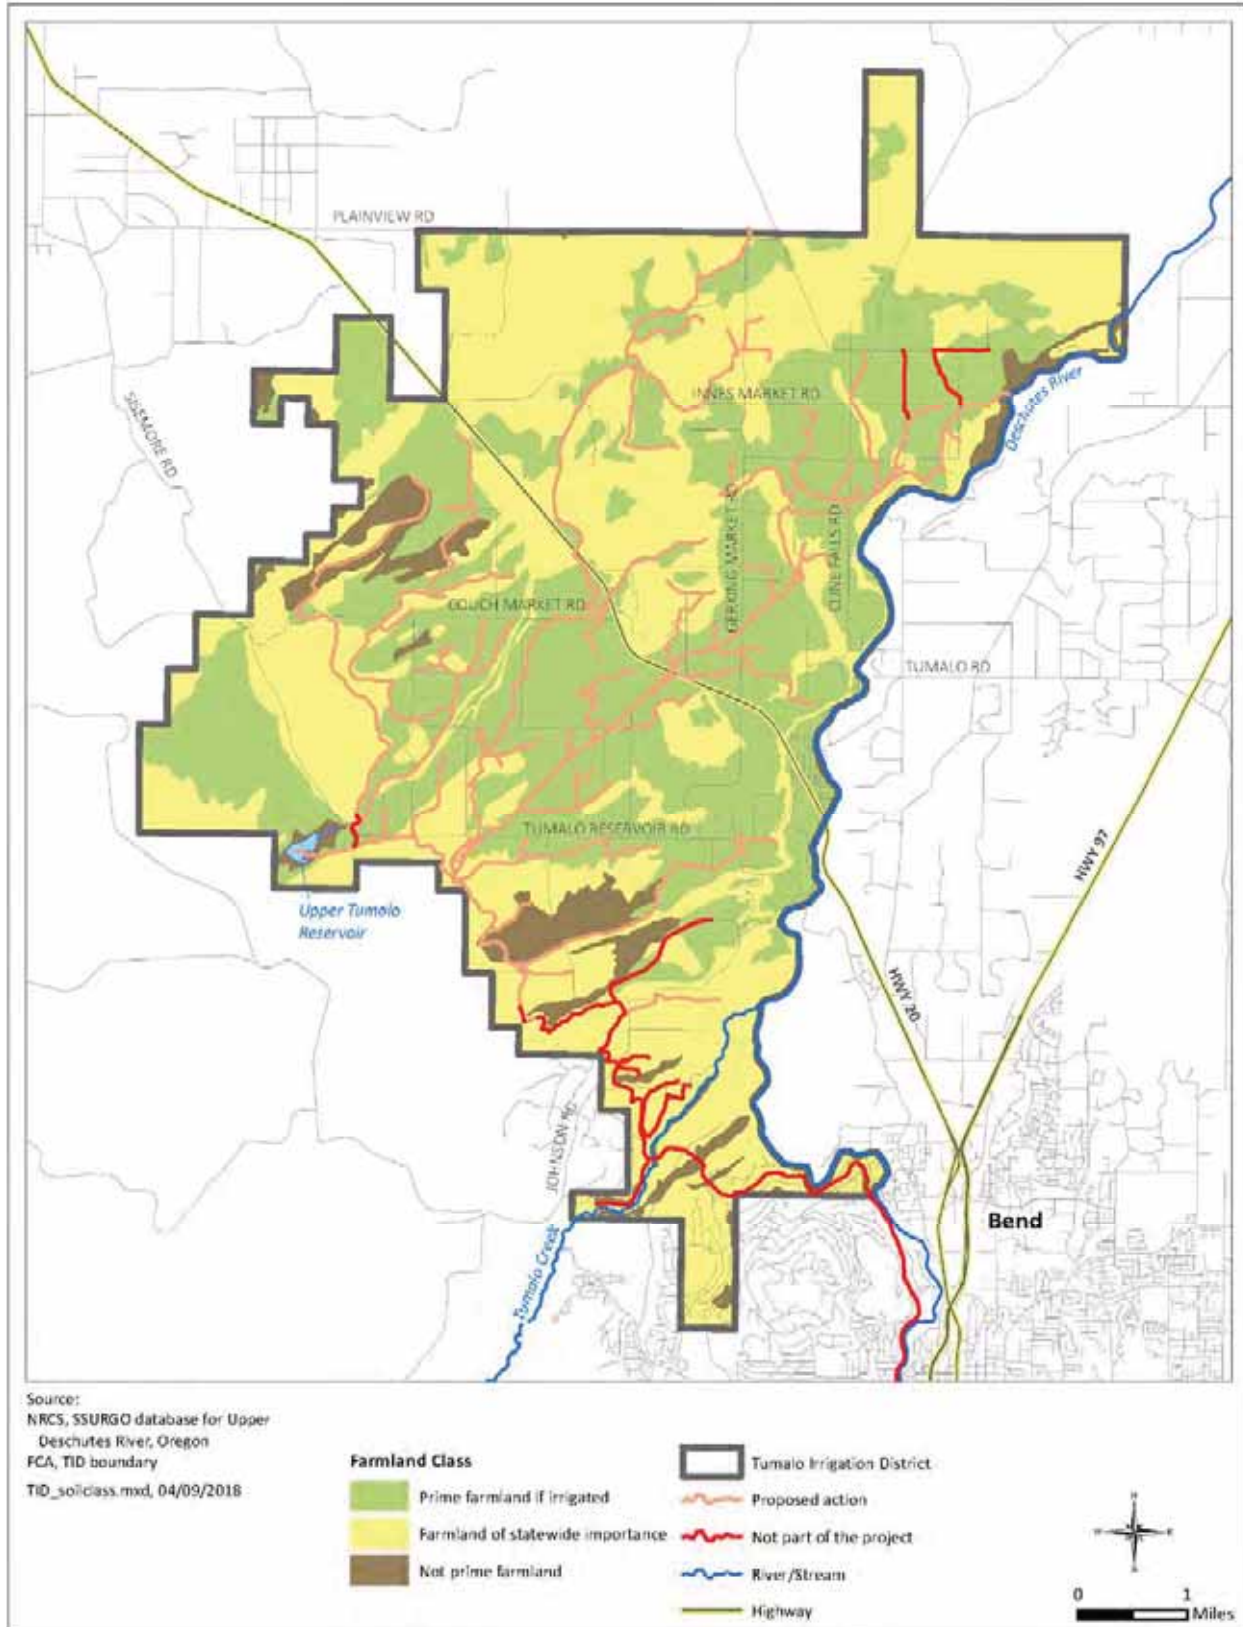 PLAINVIEW RD
SISEMORE RD
INNES MARKET RD
Deschutes River
GERKING MARKET RD
CLINE FALLS RD
COUCH MARKET RD
TUMALO RD
TUMALO RESERVOIR RD
HWY 97
Upper Tumalo
Reservoir
HWY 20
JOHNSON RD
Bend
Tumalo Creek
Source:
NRCS, SSURGO database for Upper
Deschutes River, Oregon
FCA, TID boundary
TID_soilclass.mxd, 04/09/2018
Farmland Class
Prime farmland if irrigated
Farmland of statewide importance
Not prime farmland
Tumalo Irrigation District
Proposed action
Not part of the project
River/Stream
Highway
N
W
E
S
0 1
Miles